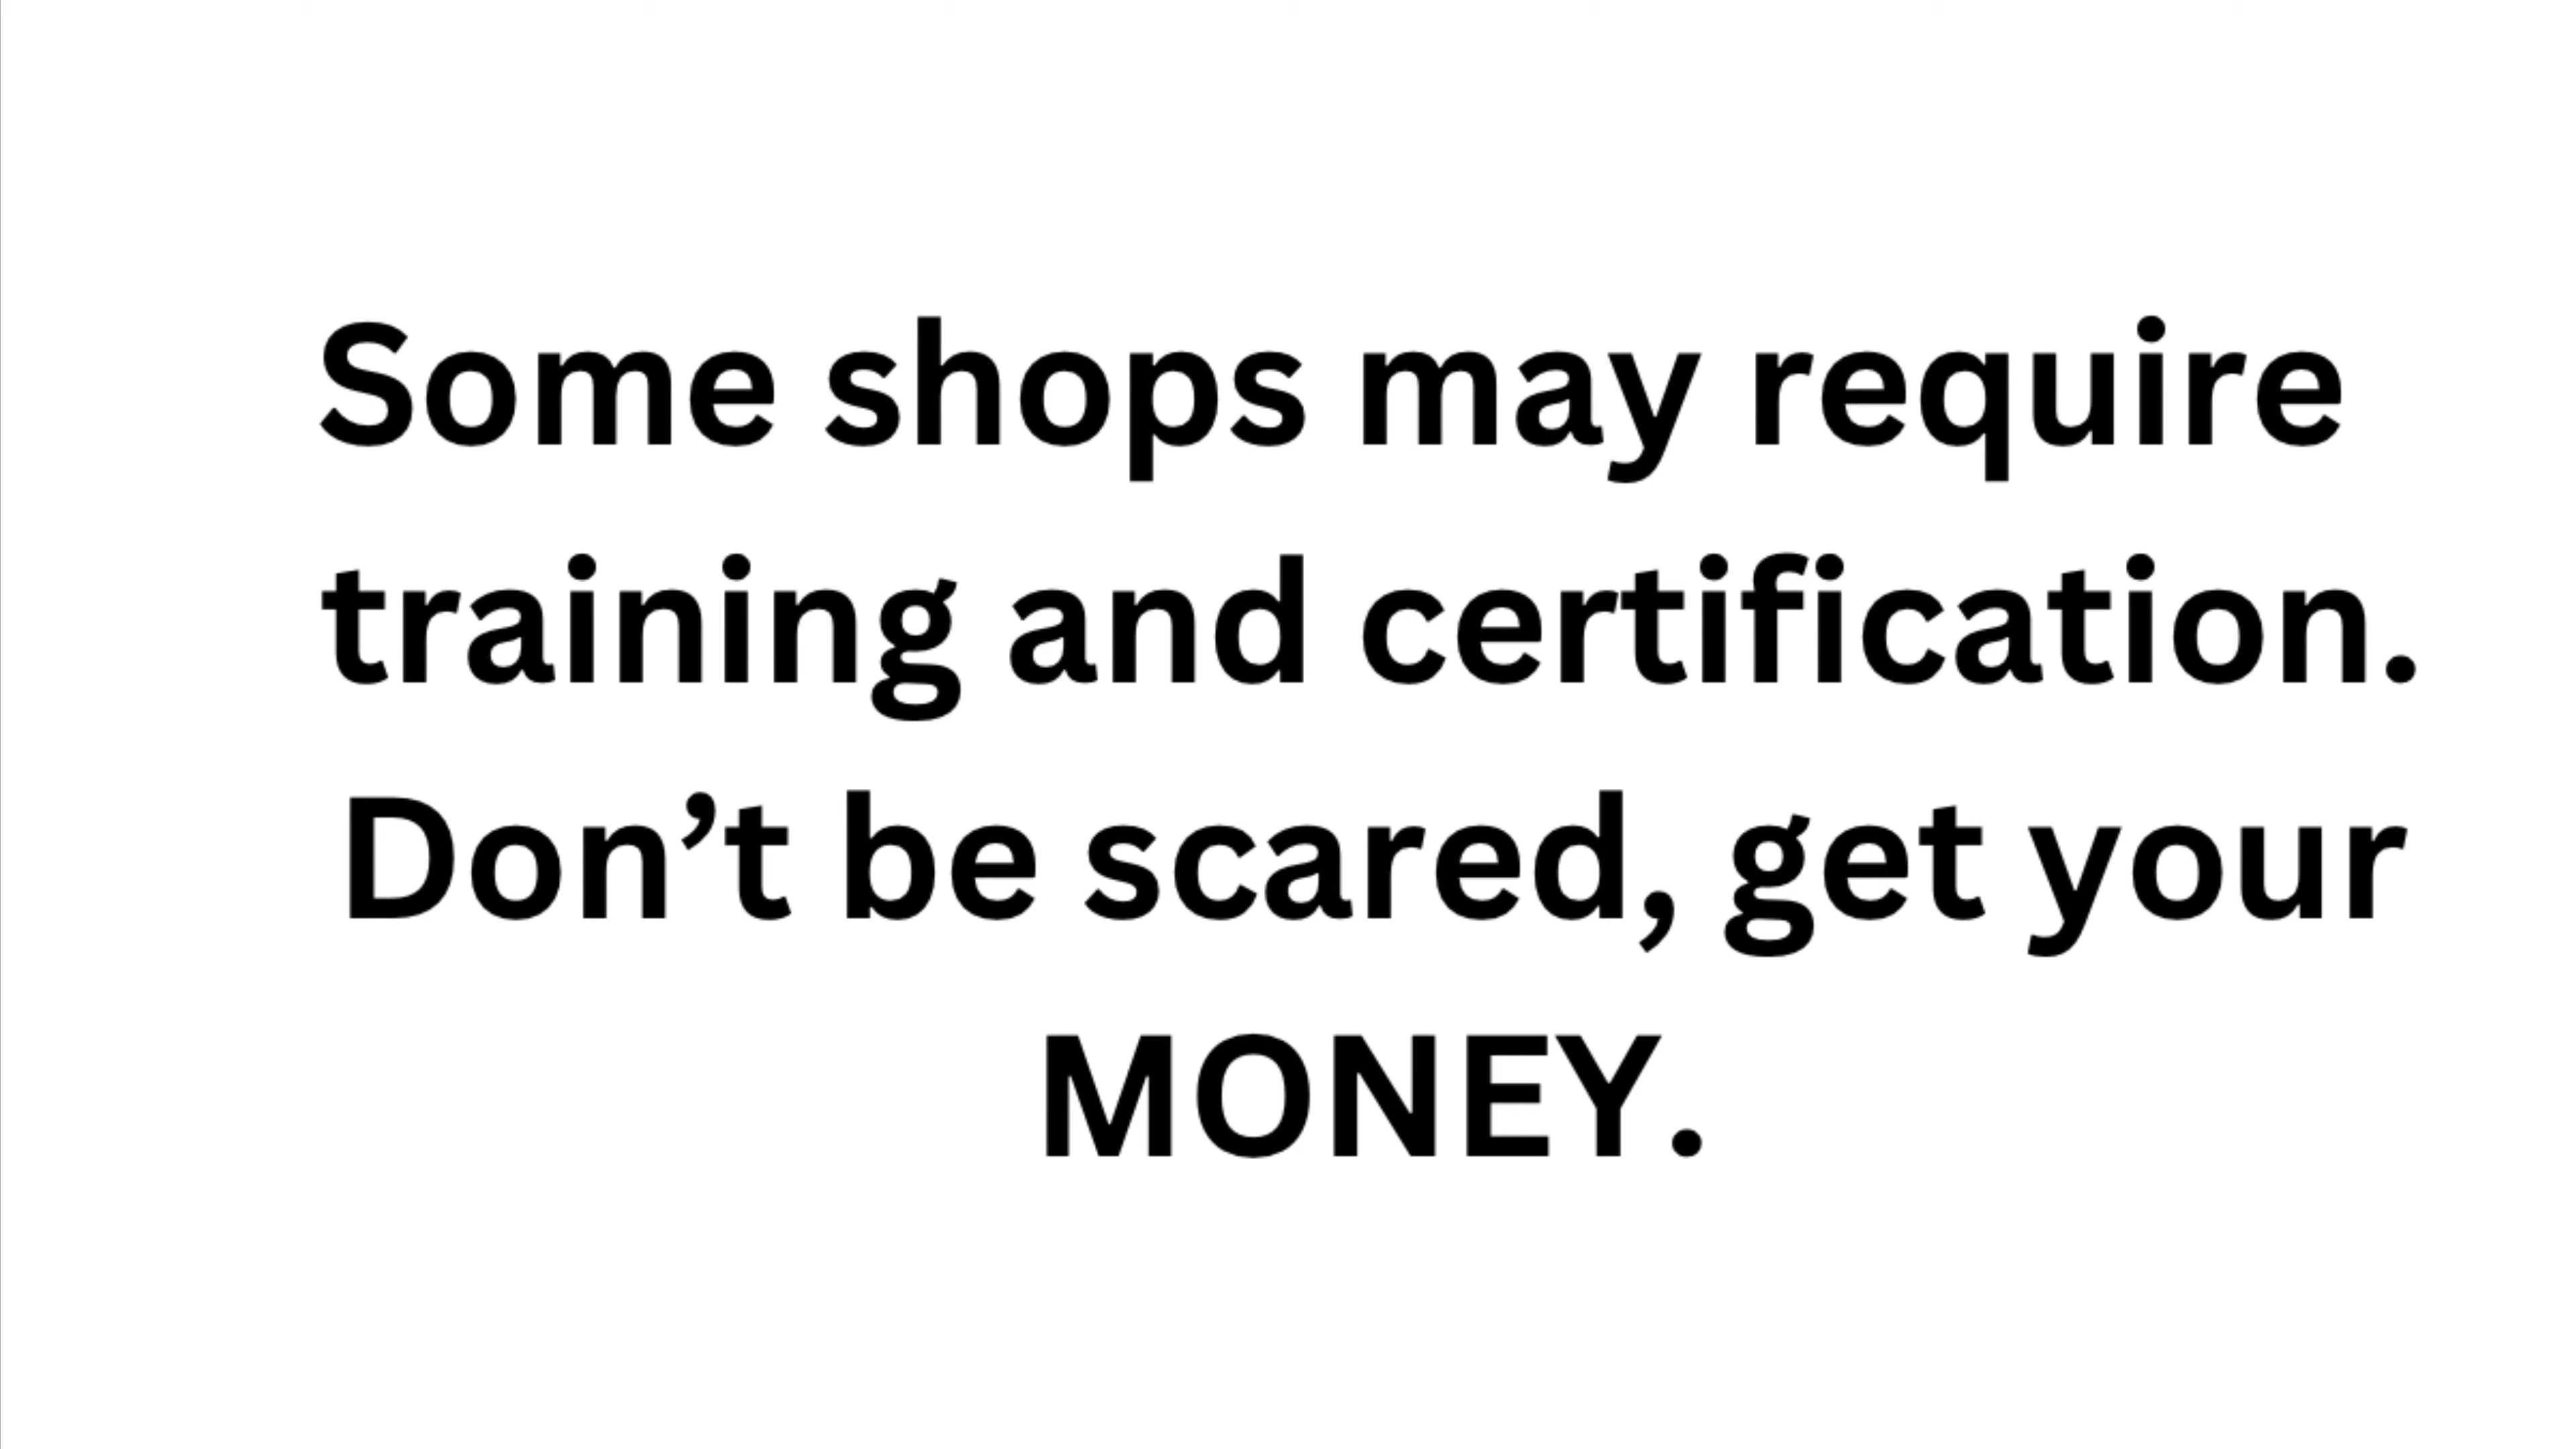 Some shops may require
training and certification.
Don’t be scared, get your
MONEY.